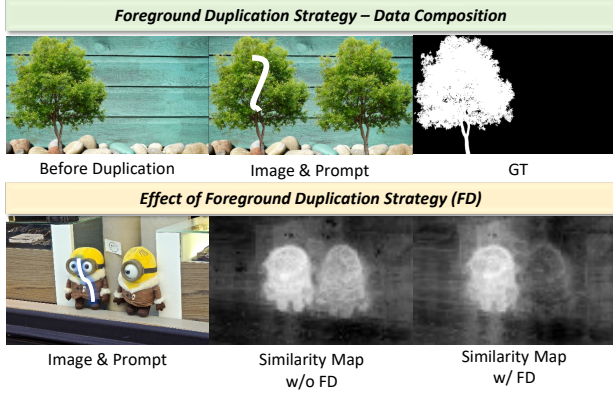 Foreground Duplication Strategy – Data Composition
Before Duplication
Image & Prompt
GT
Effect of Foreground Duplication Strategy (FD)
Image & Prompt
Similarity Map
w/o FD
Similarity Map
w/ FD